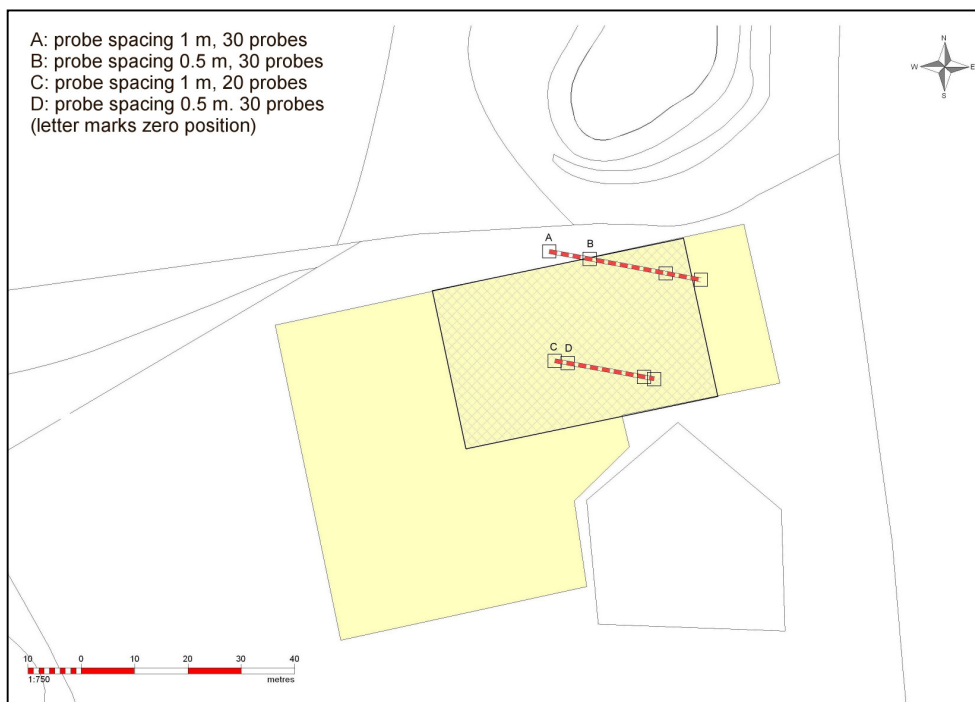 A: probe spacing 1 m, 30 probes
B: probe spacing 0.5 m, 30 probes
C: probe spacing 1 m, 20 probes
D: probe spacing 0.5 m. 30 probes
(letter marks zero position)
N
W E
S
A B
C D
10 0 10 20 30 40
1:750 metres